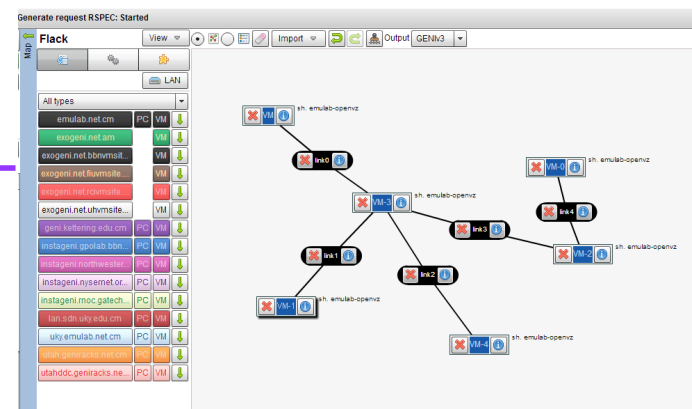 Generate request RSPEC: Started
Map
Flack
View
Import
Output GENIv3
LAN
All types
emulab.net.cm PC VM
exogeni.net.am VM
exogeni.net.bbnvmsit... VM
exogeni.net.fiuvmsite... VM
exogeni.net.rcivmsite... VM
exogeni.net.uhvmsite... VM
geni.kettering.edu.cm PC VM
instageni.gpolab.bbn... PC VM
instageni.northwester... PC VM
instageni.nysernet.or... PC VM
instageni.rnoc.gatech... PC VM
lan.sdn.uky.edu.cm PC VM
uky.emulab.net.cm PC VM
utah.geniracks.net.cm PC VM
utahddc.geniracks.ne... PC VM
VM
sh. emulab-openvz
link0
VM-0
sh. emulab-openvz
VM-3
sh. emulab-openvz
link4
link3
link1
VM-2
sh. emulab-openvz
link2
VM-1
sh. emulab-openvz
VM-4
sh. emulab-openvz